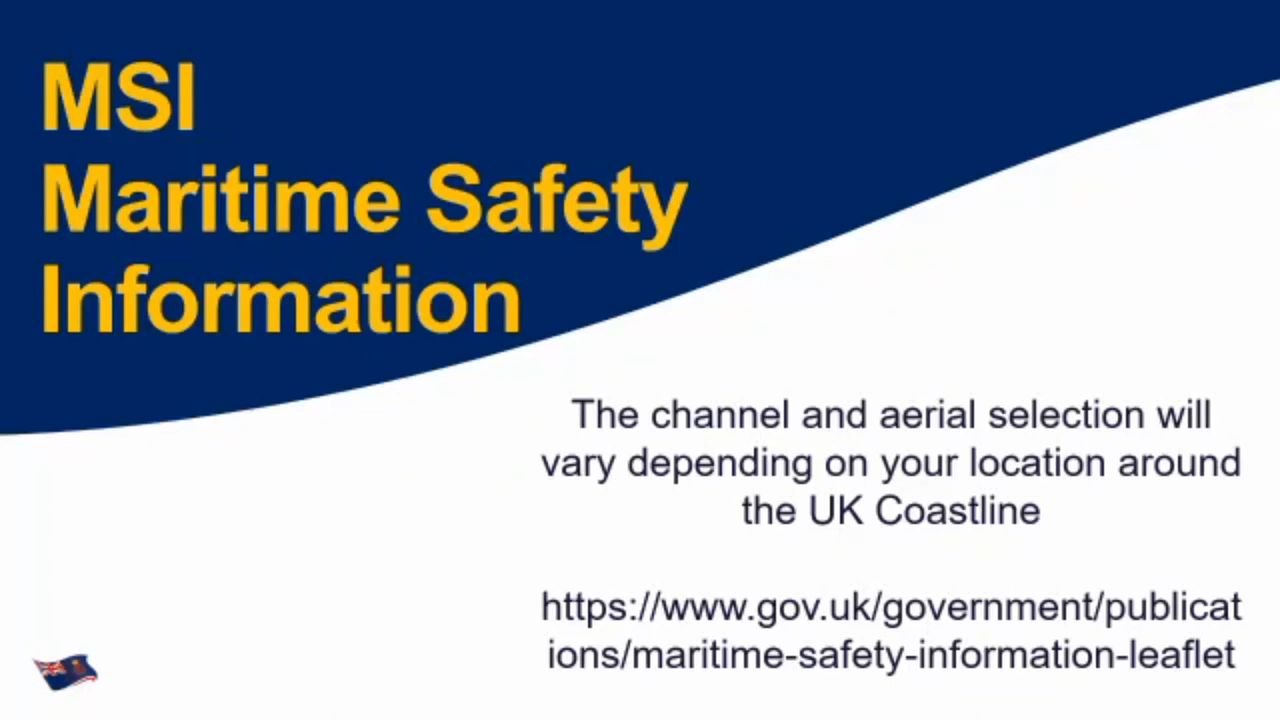 MSI
Maritime Safety
Information
The channel and aerial selection will
vary depending on your location around
the UK Coastline
https://www.gov.uk/government/publicat
ions/maritime-safety-information-leaflet